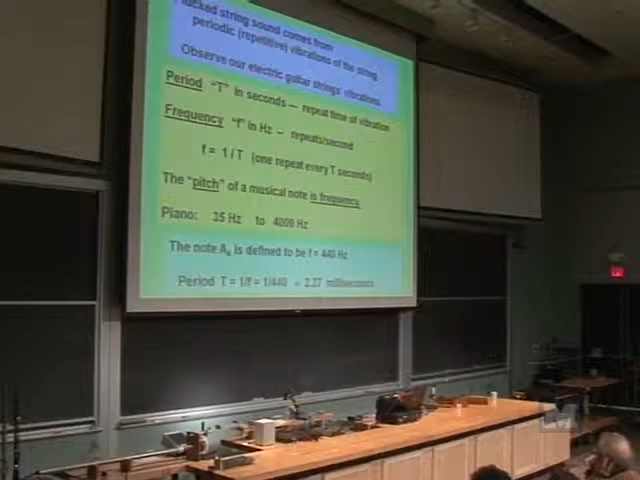 plucked string sound comes from
periodic (repetitive) vibrations of the string.
Observe our electric guitar strings' vibrations
Period "T" in seconds — repeat time of vibration
Frequency "f" in Hz – repeats/second
f = 1 / T (one repeat every T seconds)
The "pitch" of a musical note is frequency.
Piano: 35 Hz to 4000 Hz
The note A₄ is defined to be f = 440 Hz
Period T = 1/f = 1/440 = 2.27 milliseconds